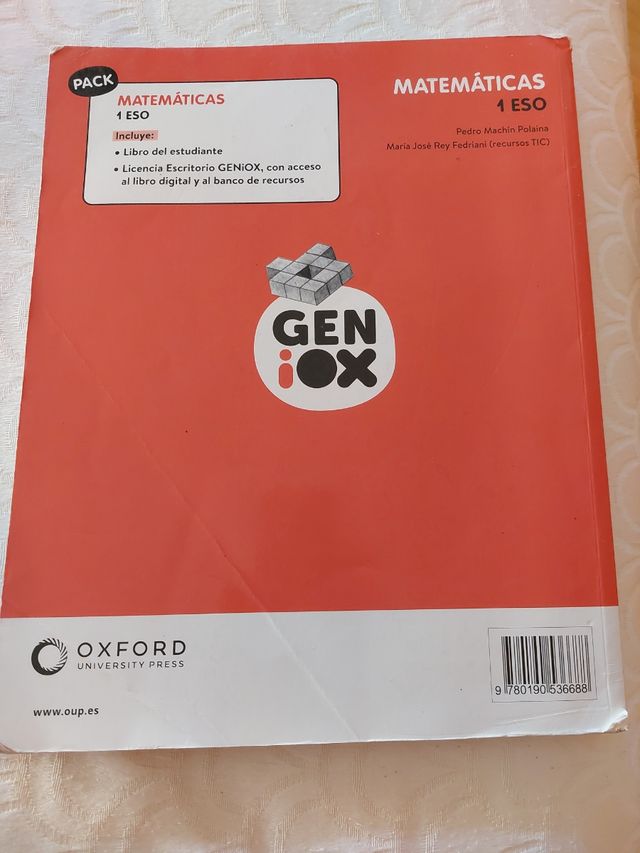 PACK
MATEMÁTICAS
1 ESO
Incluye:
• Libro del estudiante
• Licencia Escritorio GENiOX, con acceso
al libro digital y al banco de recursos
MATEMÁTICAS
1 ESO
Pedro Machín Polaina
María José Rey Fedriani (recursos TIC)
GEN
iOX
OXFORD
UNIVERSITY PRESS
www.oup.es
9 780190 536688